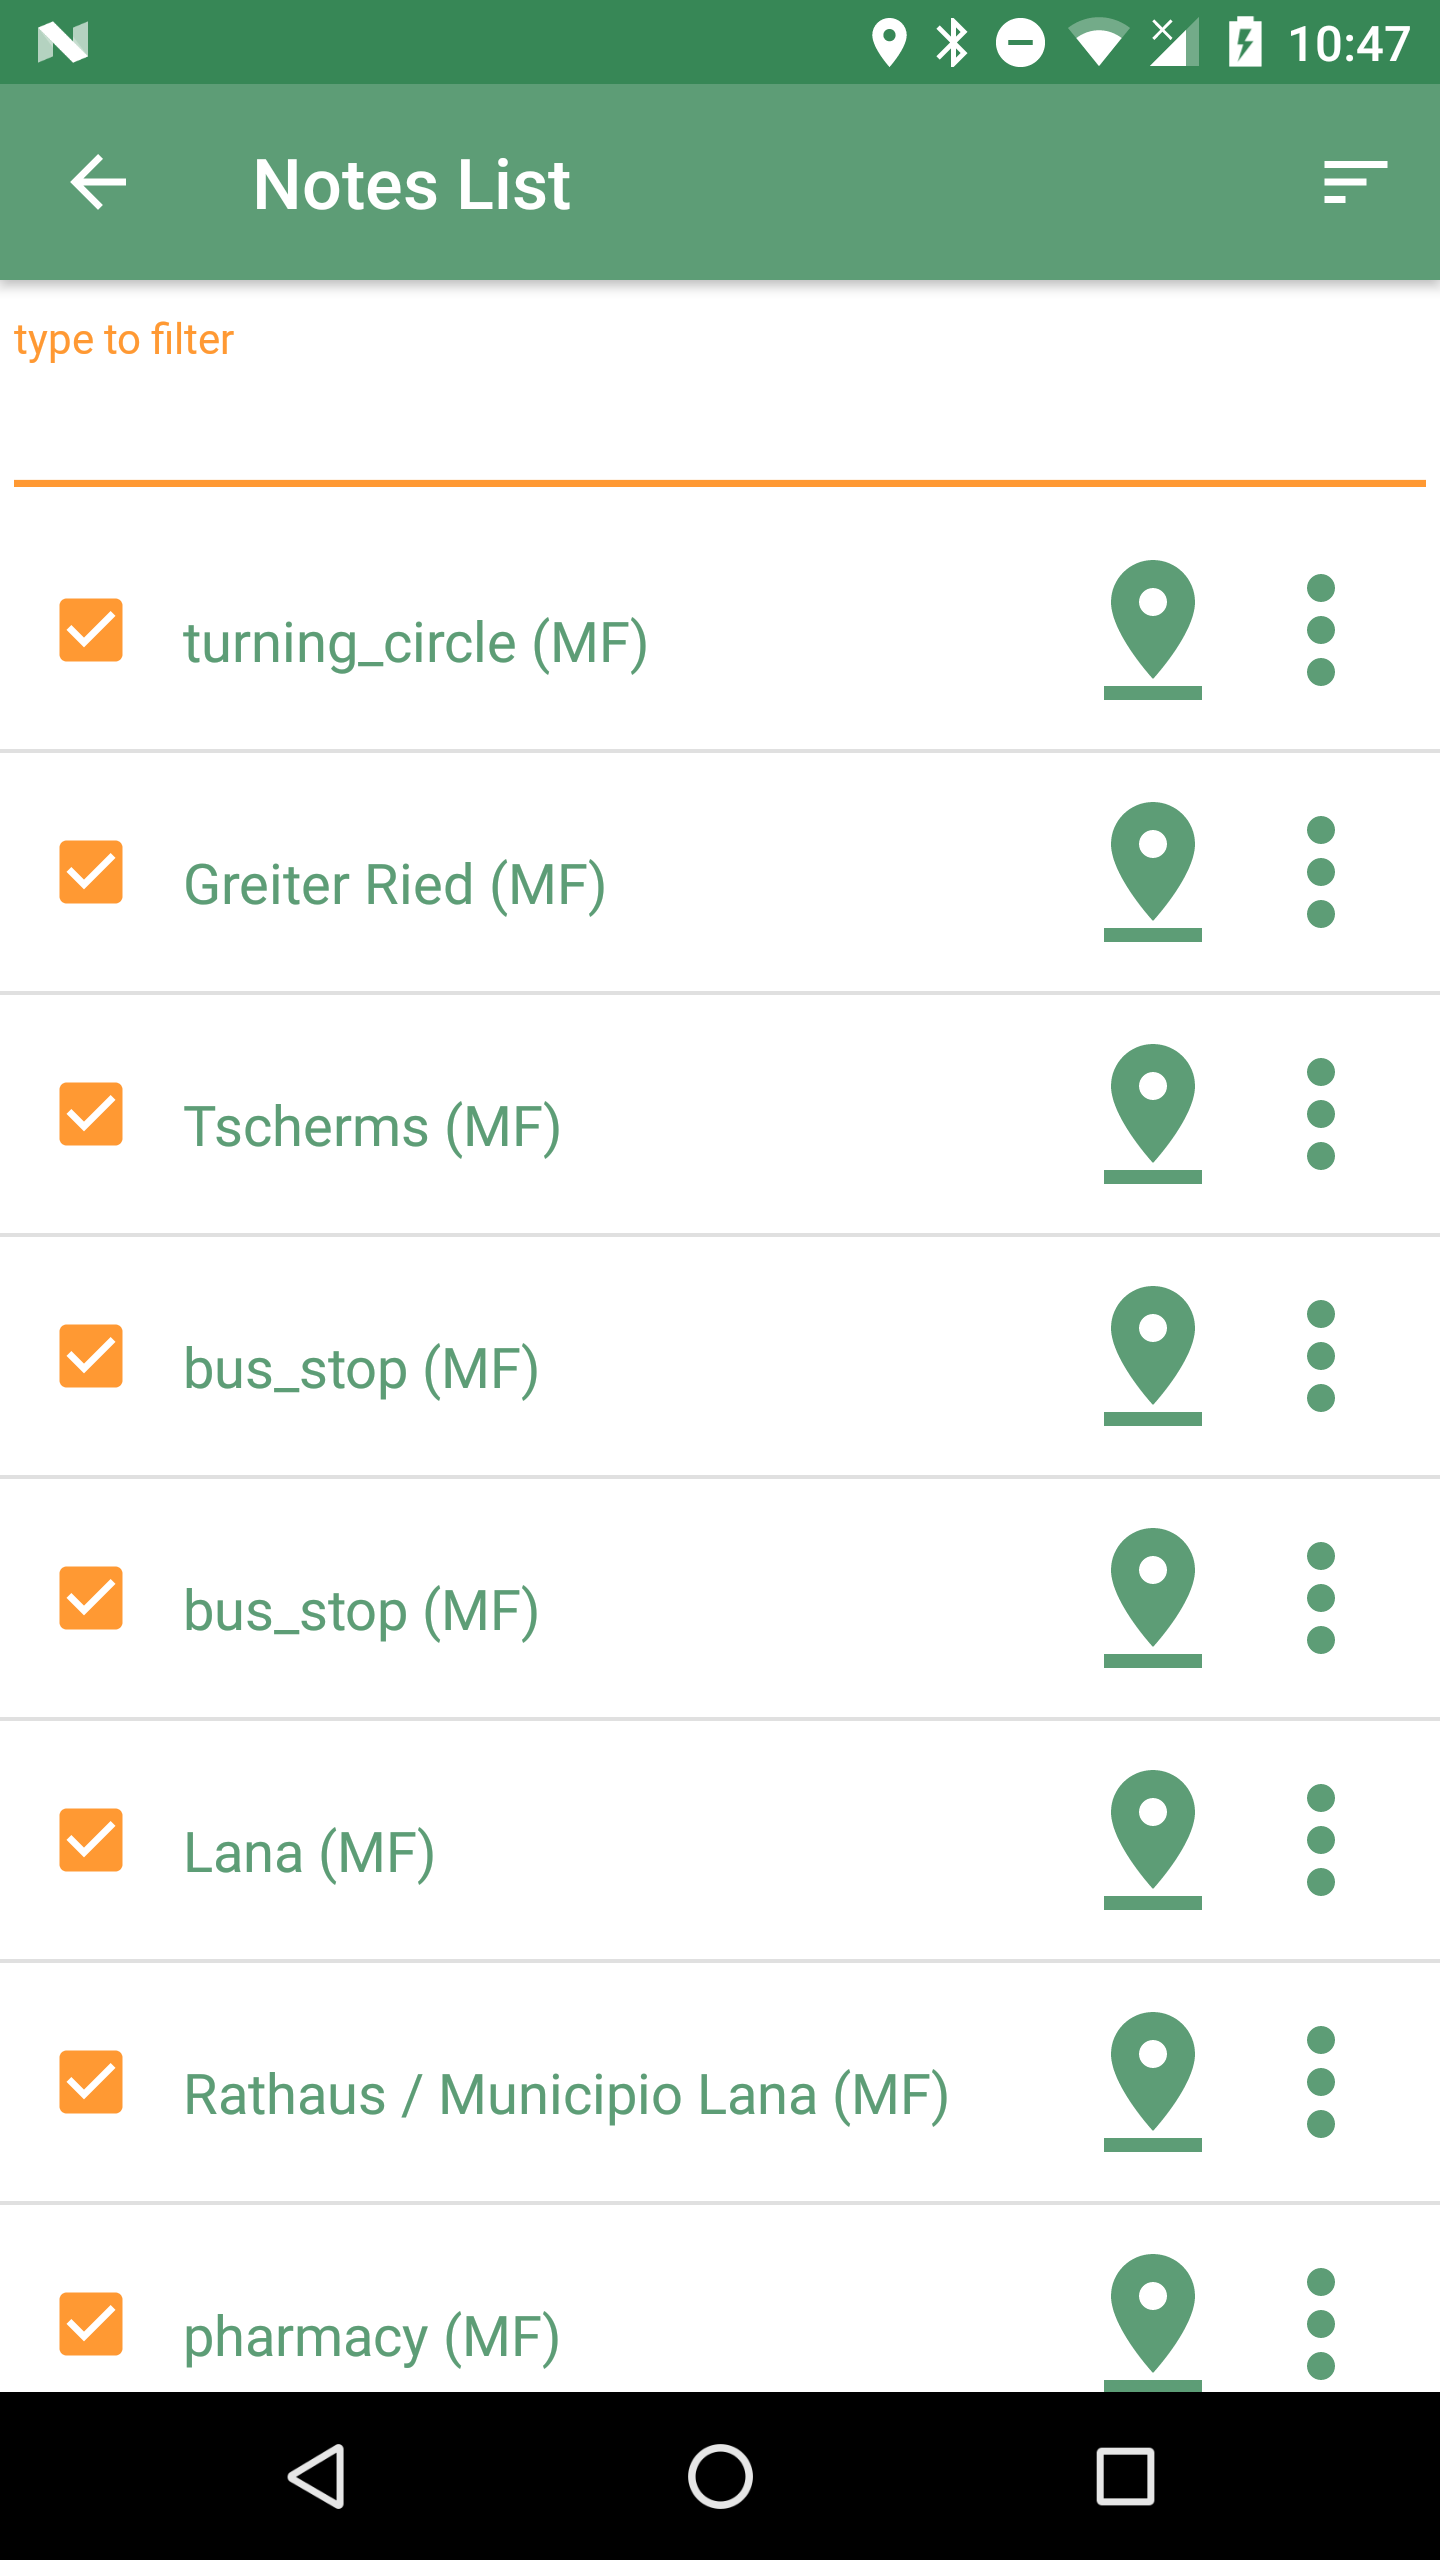 10:47
Notes List
type to filter
turning_circle (MF)
Greiter Ried (MF)
Tscherms (MF)
bus_stop (MF)
bus_stop (MF)
Lana (MF)
Rathaus / Municipio Lana (MF)
pharmacy (MF)